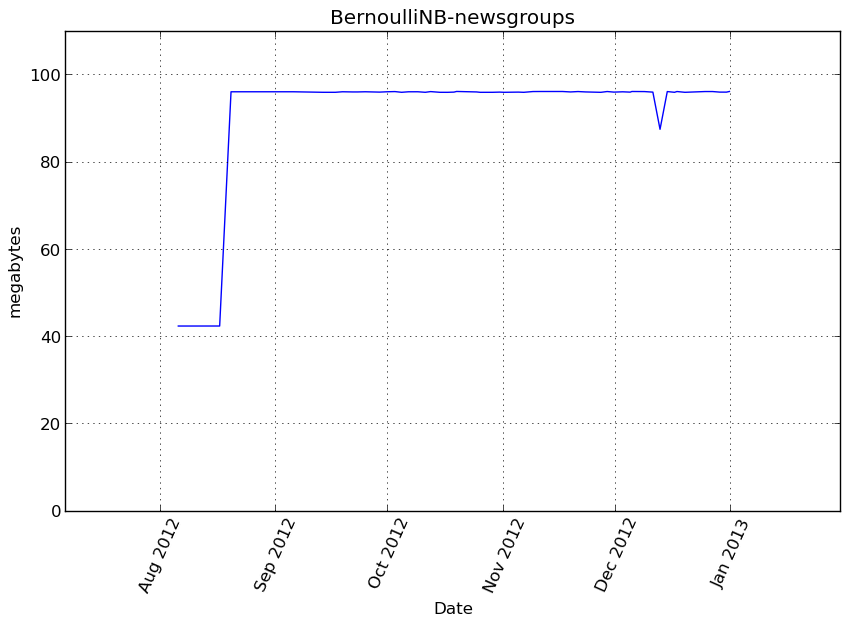 BernoulliNB-newsgroups
megabytes
100
80
60
40
20
0
Aug 2012
Sep 2012
Oct 2012
Nov 2012
Dec 2012
Jan 2013
Date